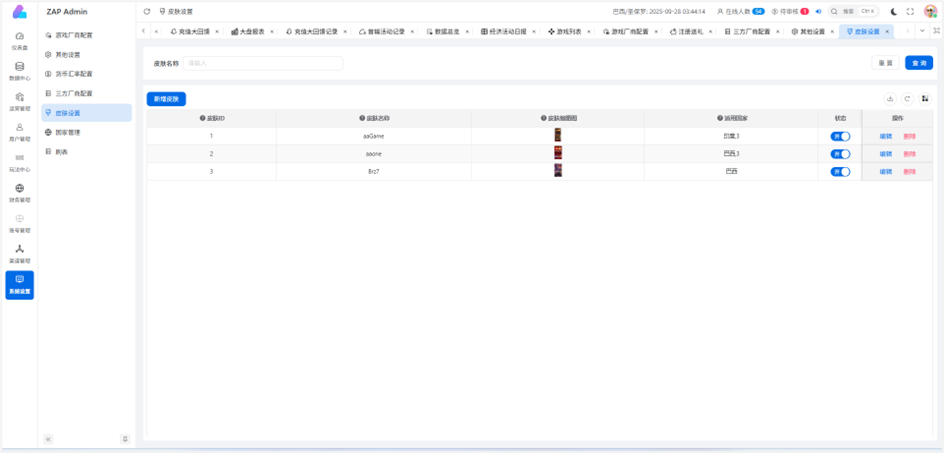 ZAP Admin
皮肤设置
巴西/圣保罗: 2025-09-28 03:44:14
在线人数 54
待审核 1
搜索 Ctrl K
充值大回馈 × 大盘报表 × 充值大回馈记录 × 首端活动记录 × 数据总览 × 经济活动日报 × 游戏列表 × 游戏厂商配置 × 注册送礼 × 三方厂商配置 × 其他设置 × 皮肤设置 ×
仪表盘
数据中心
运营管理
用户管理
玩法中心
财务管理
账号管理
渠道管理
系统设置
游戏厂商配置
其他设置
货币汇率配置
三方厂商配置
皮肤设置
国家管理
皮肤名称 请输入 重置 查询
新增皮肤
皮肤ID 皮肤名称 皮肤缩略图 适用国家 状态 操作
1 aaGame 印度,3 开 编辑 删除
2 aaone 巴西,3 开 编辑 删除
3 Brz7 巴西 开 编辑 删除